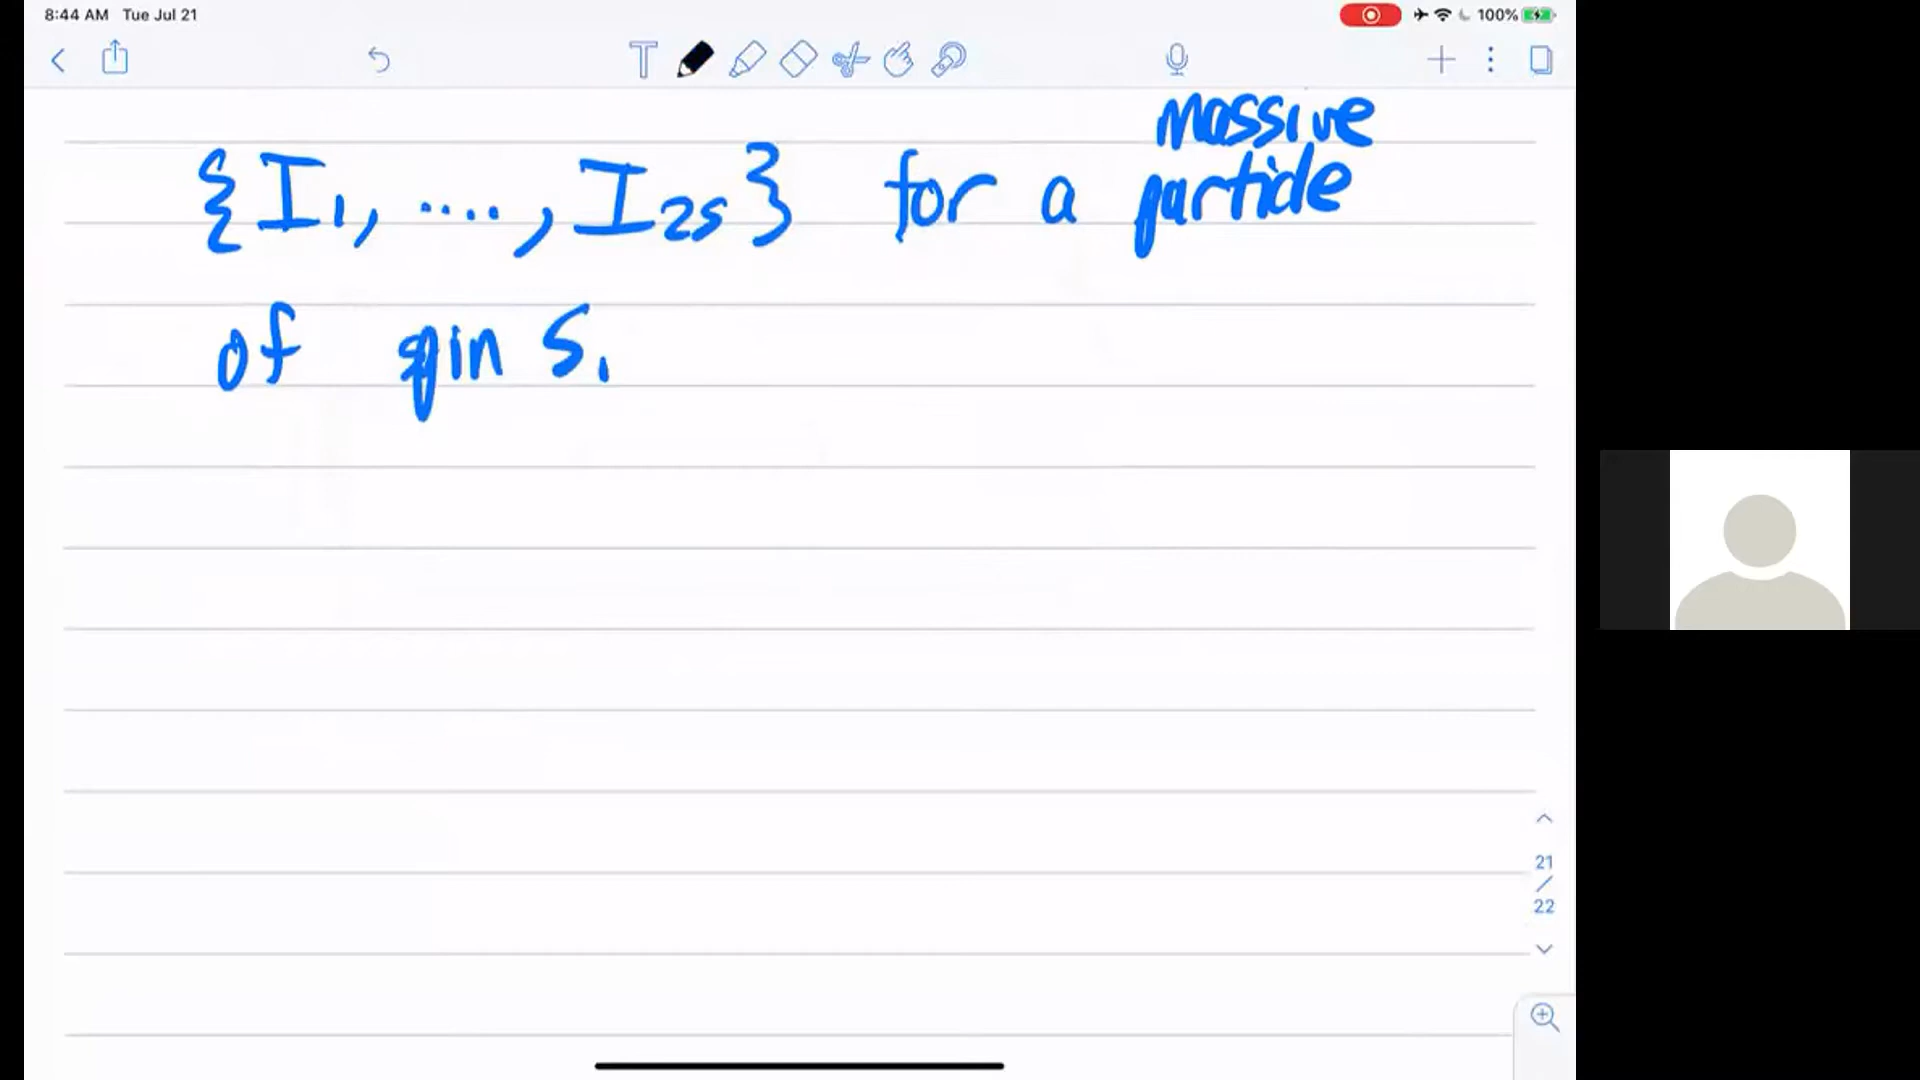 8:44 AM Tue Jul 21
100%
massive
{I₁, ...., I₂ₛ} for a particle
of spin S.
21
/
22